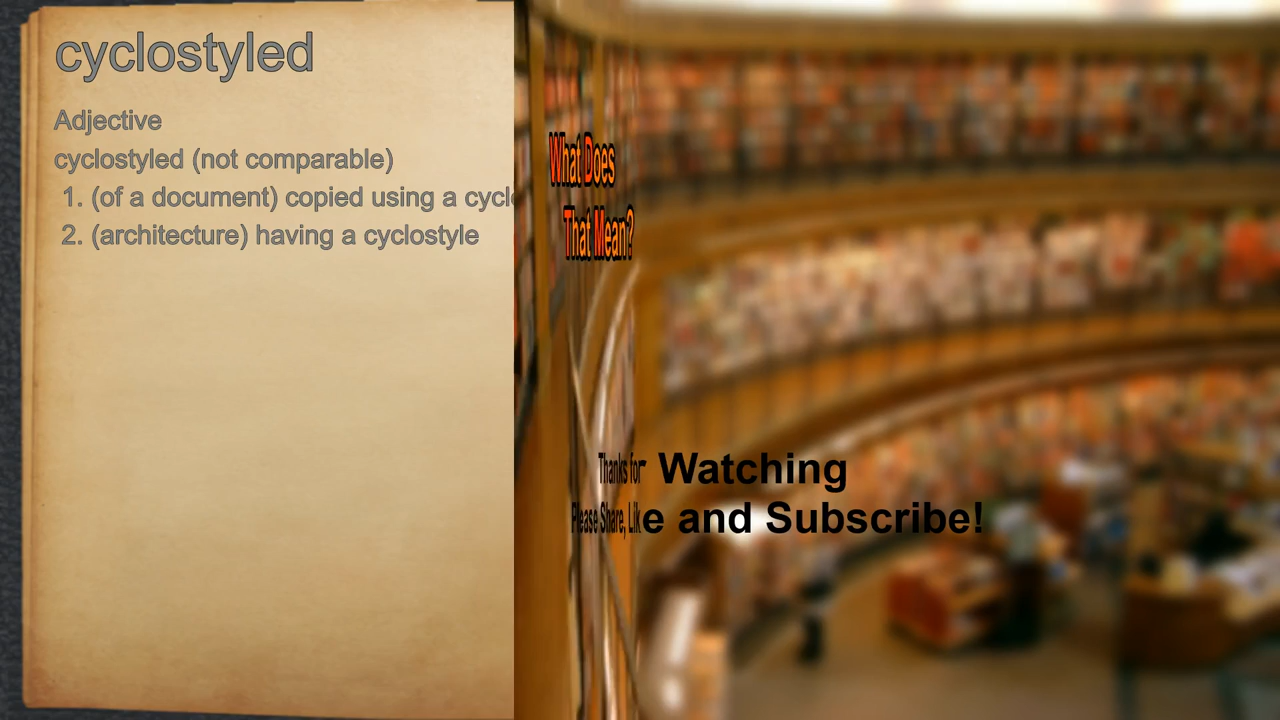 cyclostyled
Adjective
cyclostyled (not comparable)
1. (of a document) copied using a
2. (architecture) having a cyclostyle
What Does
That Mean?
Thanks for Watching
Please Share, Like and Subscribe!